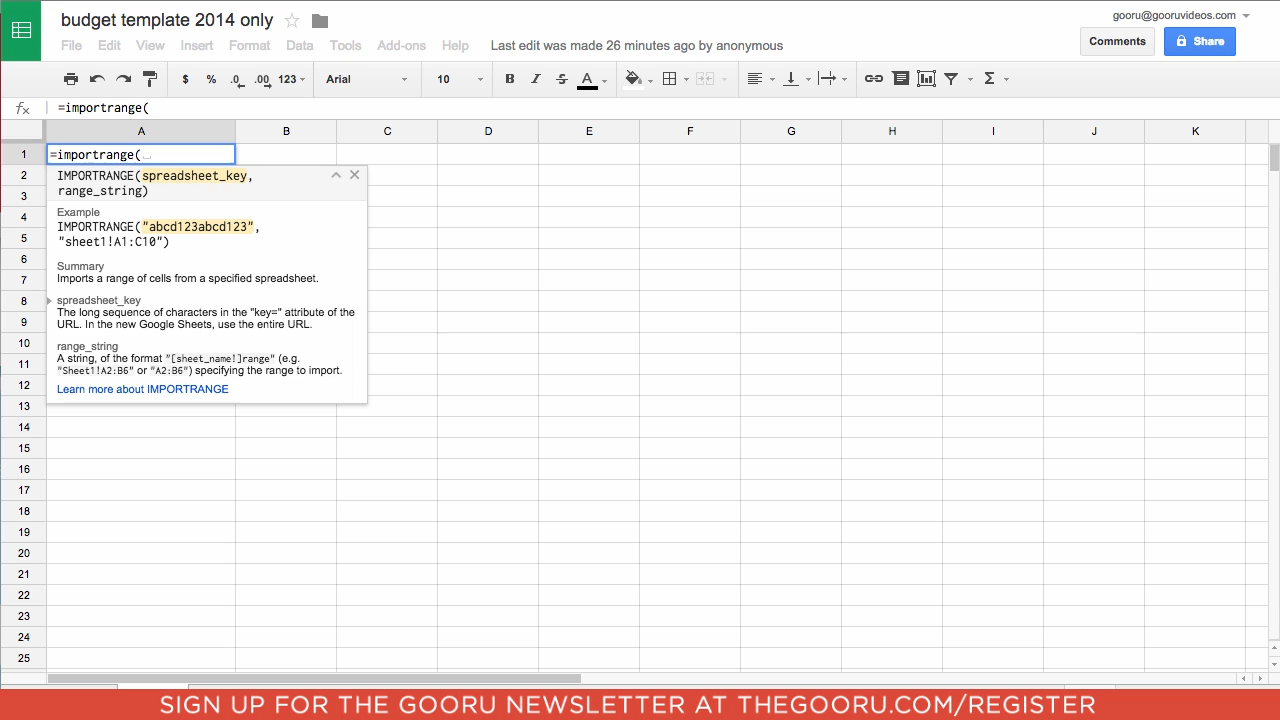 budget template 2014 only
gooru@gooruvideos.com
File Edit View Insert Format Data Tools Add-ons Help Last edit was made 26 minutes ago by anonymous
Comments
Share
$ % .0 .00 123 Arial 10 B I S A Σ
fx =importrange(
A B C D E F G H I J K
1 =importrange(
2 IMPORTRANGE(spreadsheet_key,
range_string)
3
Example
4 IMPORTRANGE("abcd123abcd123",
5 "sheet1!A1:C10")
6 Summary
7 Imports a range of cells from a specified spreadsheet.
8 spreadsheet_key
The long sequence of characters in the "key=" attribute of the
9 URL. In the new Google Sheets, use the entire URL.
10 range_string
11 A string, of the format "[sheet_name!]range" (e.g.
"Sheet1!A2:B6" or "A2:B6") specifying the range to import.
12 Learn more about IMPORTRANGE
13
14
15
16
17
18
19
20
21
22
23
24
25
SIGN UP FOR THE GOORU NEWSLETTER AT THEGOORU.COM/REGISTER